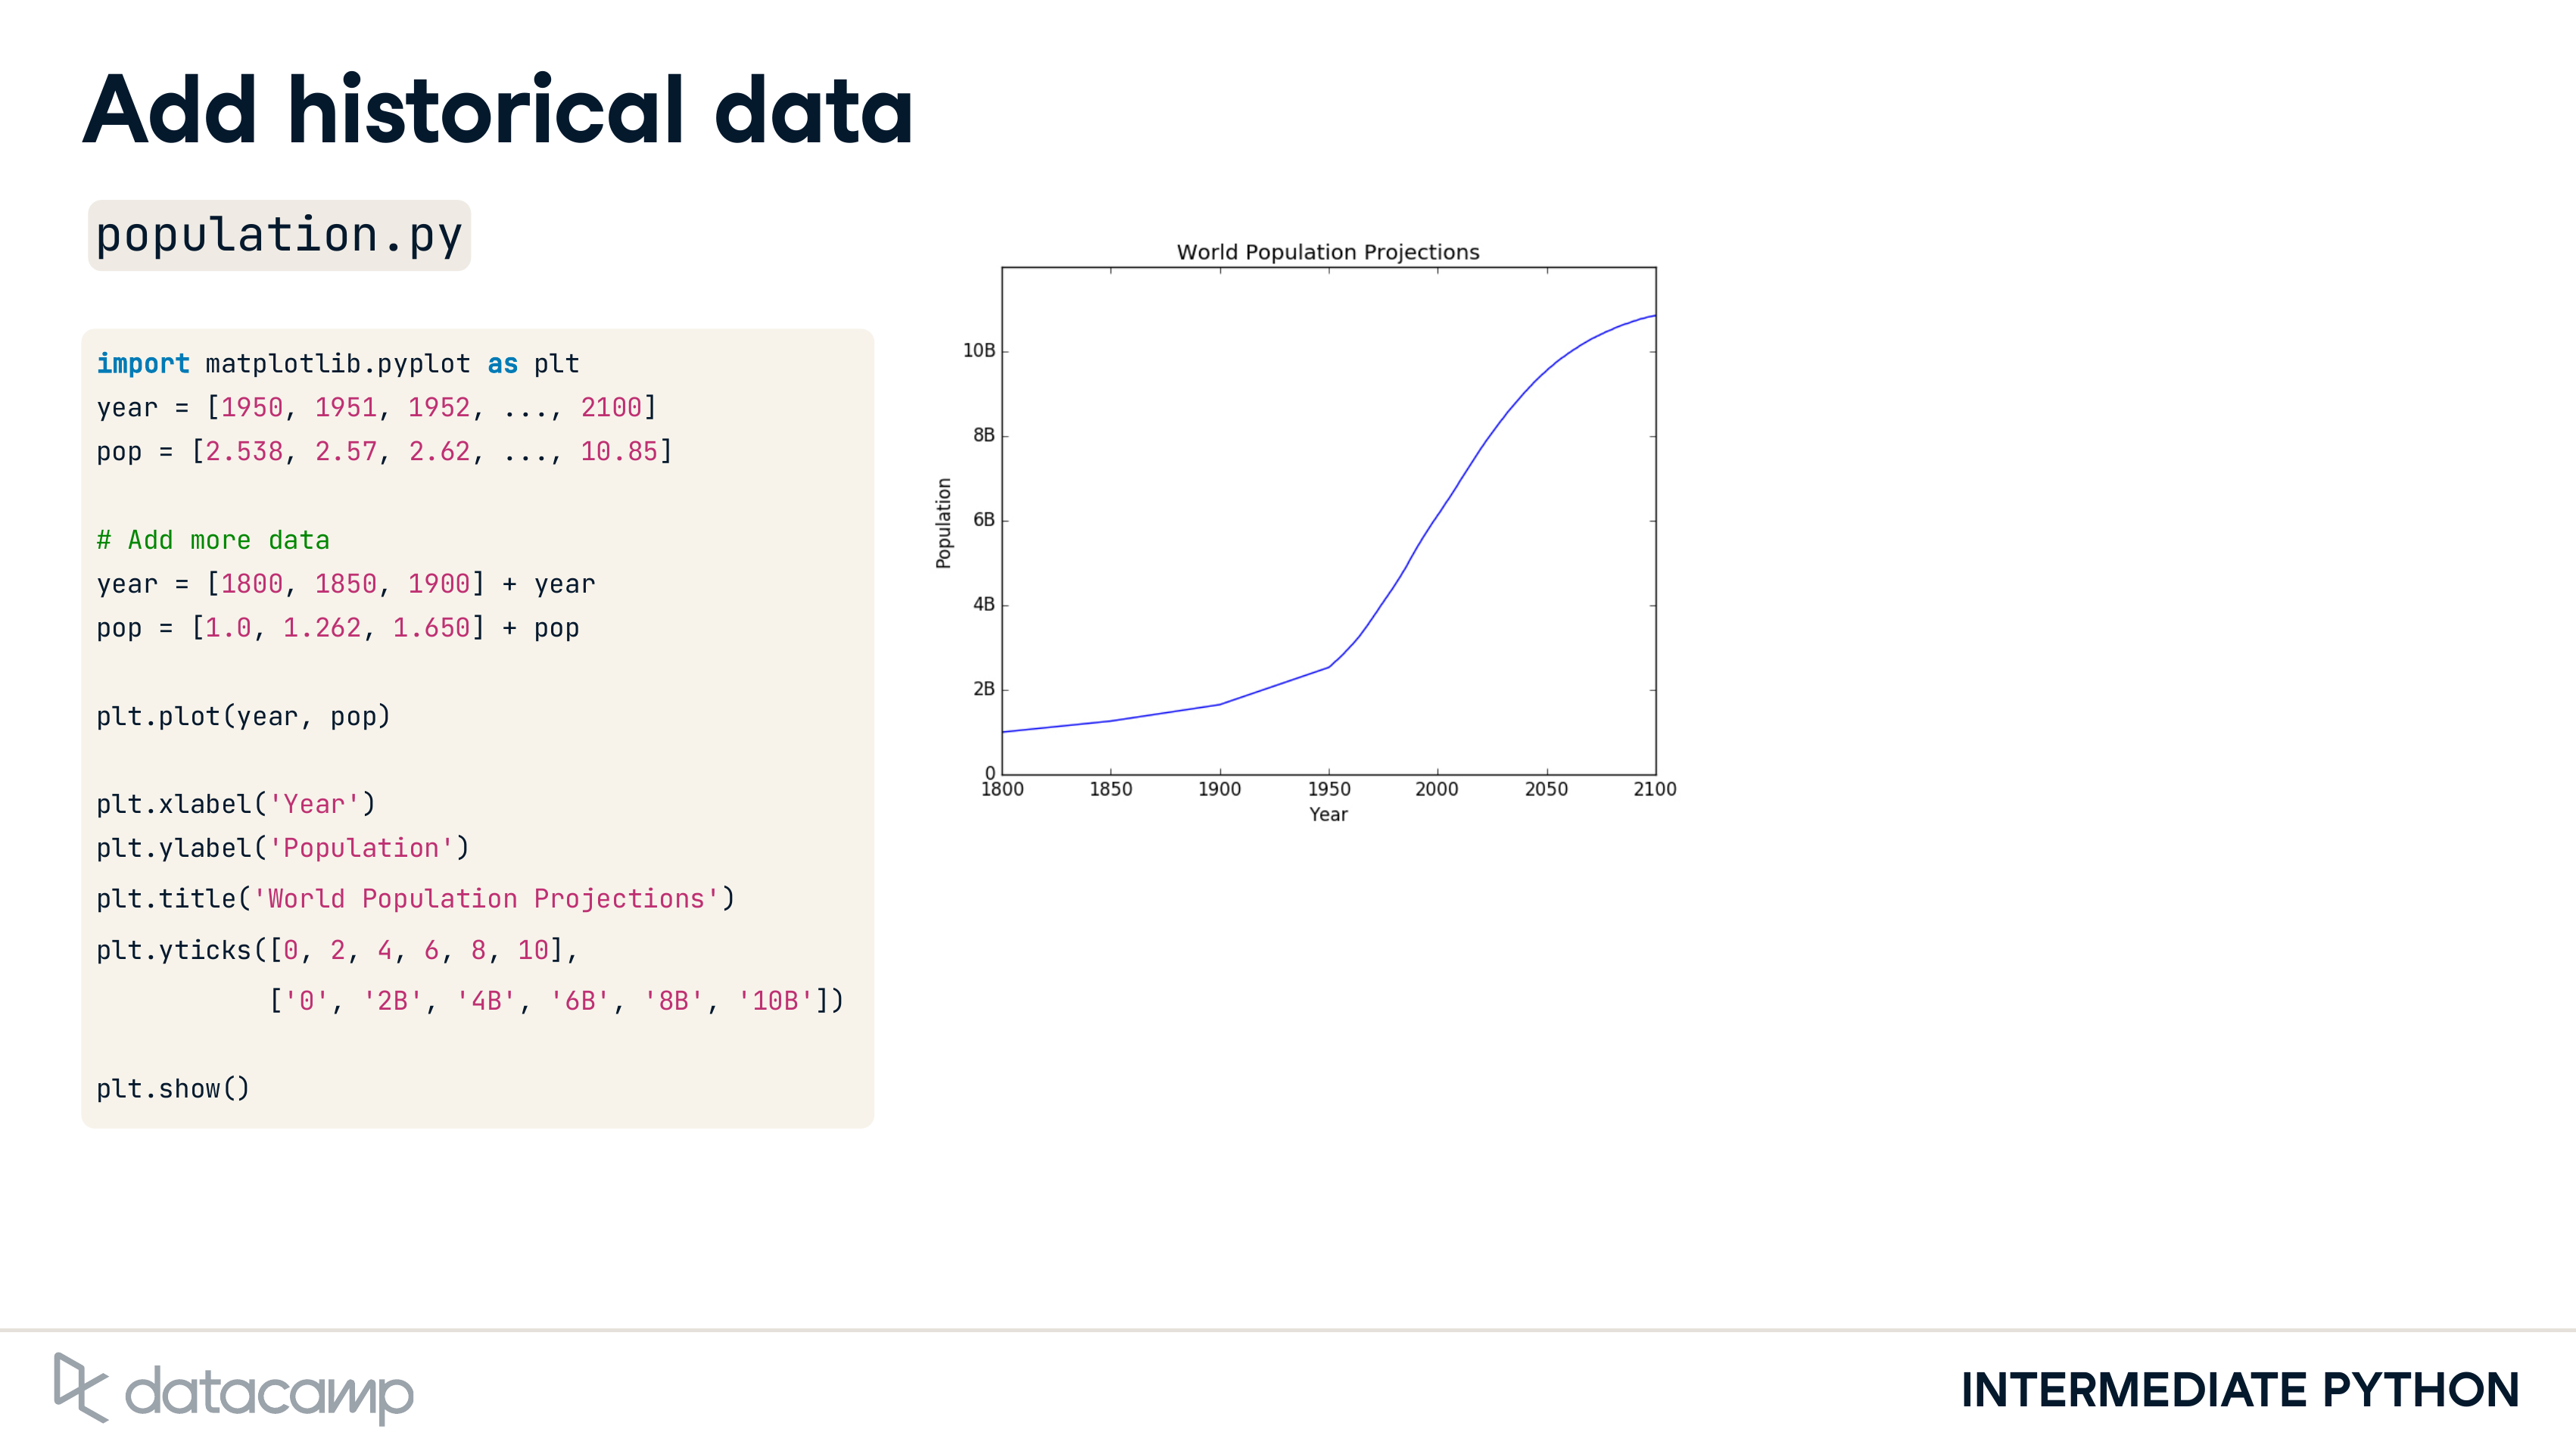 Add historical data
population.py
import matplotlib.pyplot as plt
year = [1950, 1951, 1952, ..., 2100]
pop = [2.538, 2.57, 2.62, ..., 10.85]
# Add more data
year = [1800, 1850, 1900] + year
pop = [1.0, 1.262, 1.650] + pop
plt.plot(year, pop)
plt.xlabel('Year')
plt.ylabel('Population')
plt.title('World Population Projections')
plt.yticks([0, 2, 4, 6, 8, 10],
['0', '2B', '4B', '6B', '8B', '10B'])
plt.show()
World Population Projections
10B
8B
6B
4B
2B
0
Population
1800 1850 1900 1950 2000 2050 2100
Year
datacamp
INTERMEDIATE PYTHON